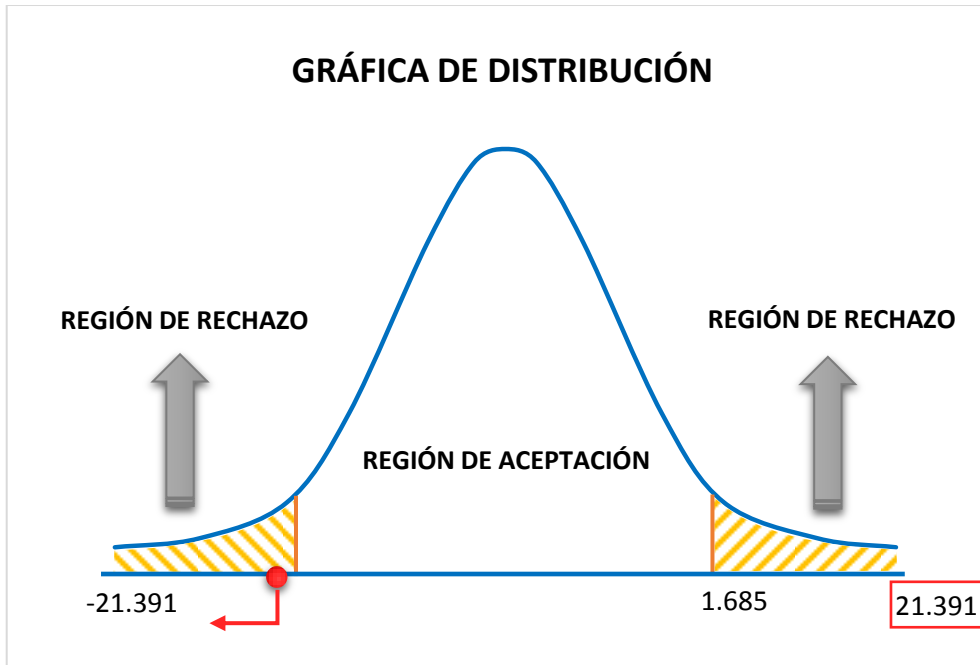 GRÁFICA DE DISTRIBUCIÓN
REGIÓN DE RECHAZO
REGIÓN DE RECHAZO
REGIÓN DE ACEPTACIÓN
-21.391
1.685
21.391